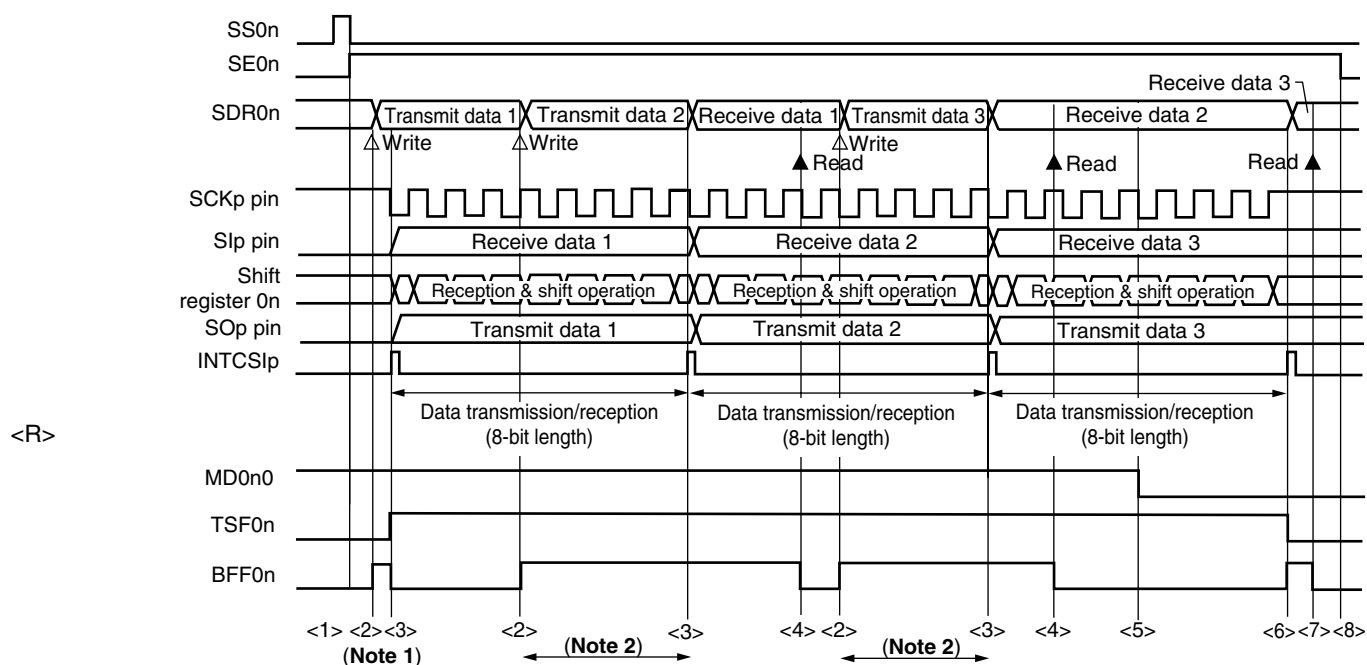 SS0n
SE0n
Receive data 3
SDR0n
Transmit data 1
Transmit data 2
Receive data 1
Transmit data 3
Receive data 2
Write
Write
Write
Read
Read
Read
SCKp pin
SIp pin
Receive data 1
Receive data 2
Receive data 3
Shift
register 0n
Reception & shift operation
Reception & shift operation
Reception & shift operation
SOp pin
Transmit data 1
Transmit data 2
Transmit data 3
INTCSIp
Data transmission/reception
(8-bit length)
Data transmission/reception
(8-bit length)
Data transmission/reception
(8-bit length)
<R>
MD0n0
TSF0n
BFF0n
<1> <2> <3> <2> <3> <4> <2> <3> <4> <5> <6> <7> <8>
(Note 1) (Note 2) (Note 2)